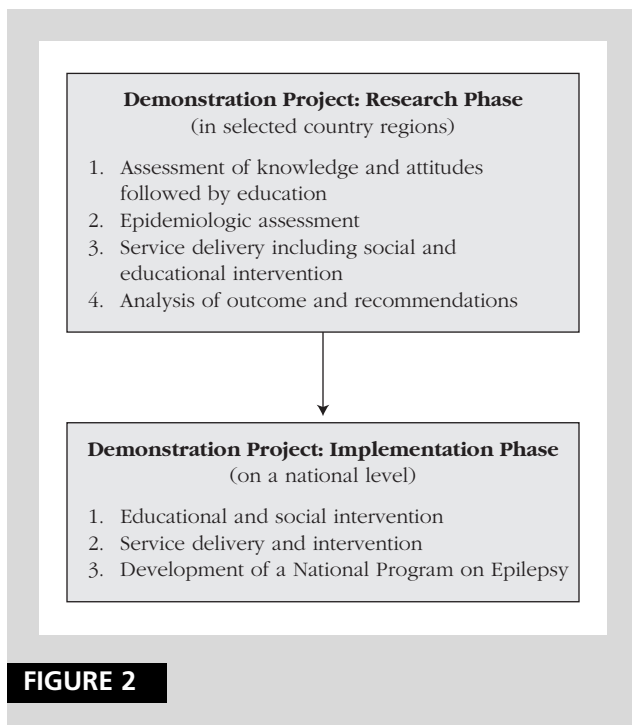 Demonstration Project: Research Phase
(in selected country regions)
1. Assessment of knowledge and attitudes
followed by education
2. Epidemiologic assessment
3. Service delivery including social and
educational intervention
4. Analysis of outcome and recommendations
Demonstration Project: Implementation Phase
(on a national level)
1. Educational and social intervention
2. Service delivery and intervention
3. Development of a National Program on Epilepsy
FIGURE 2